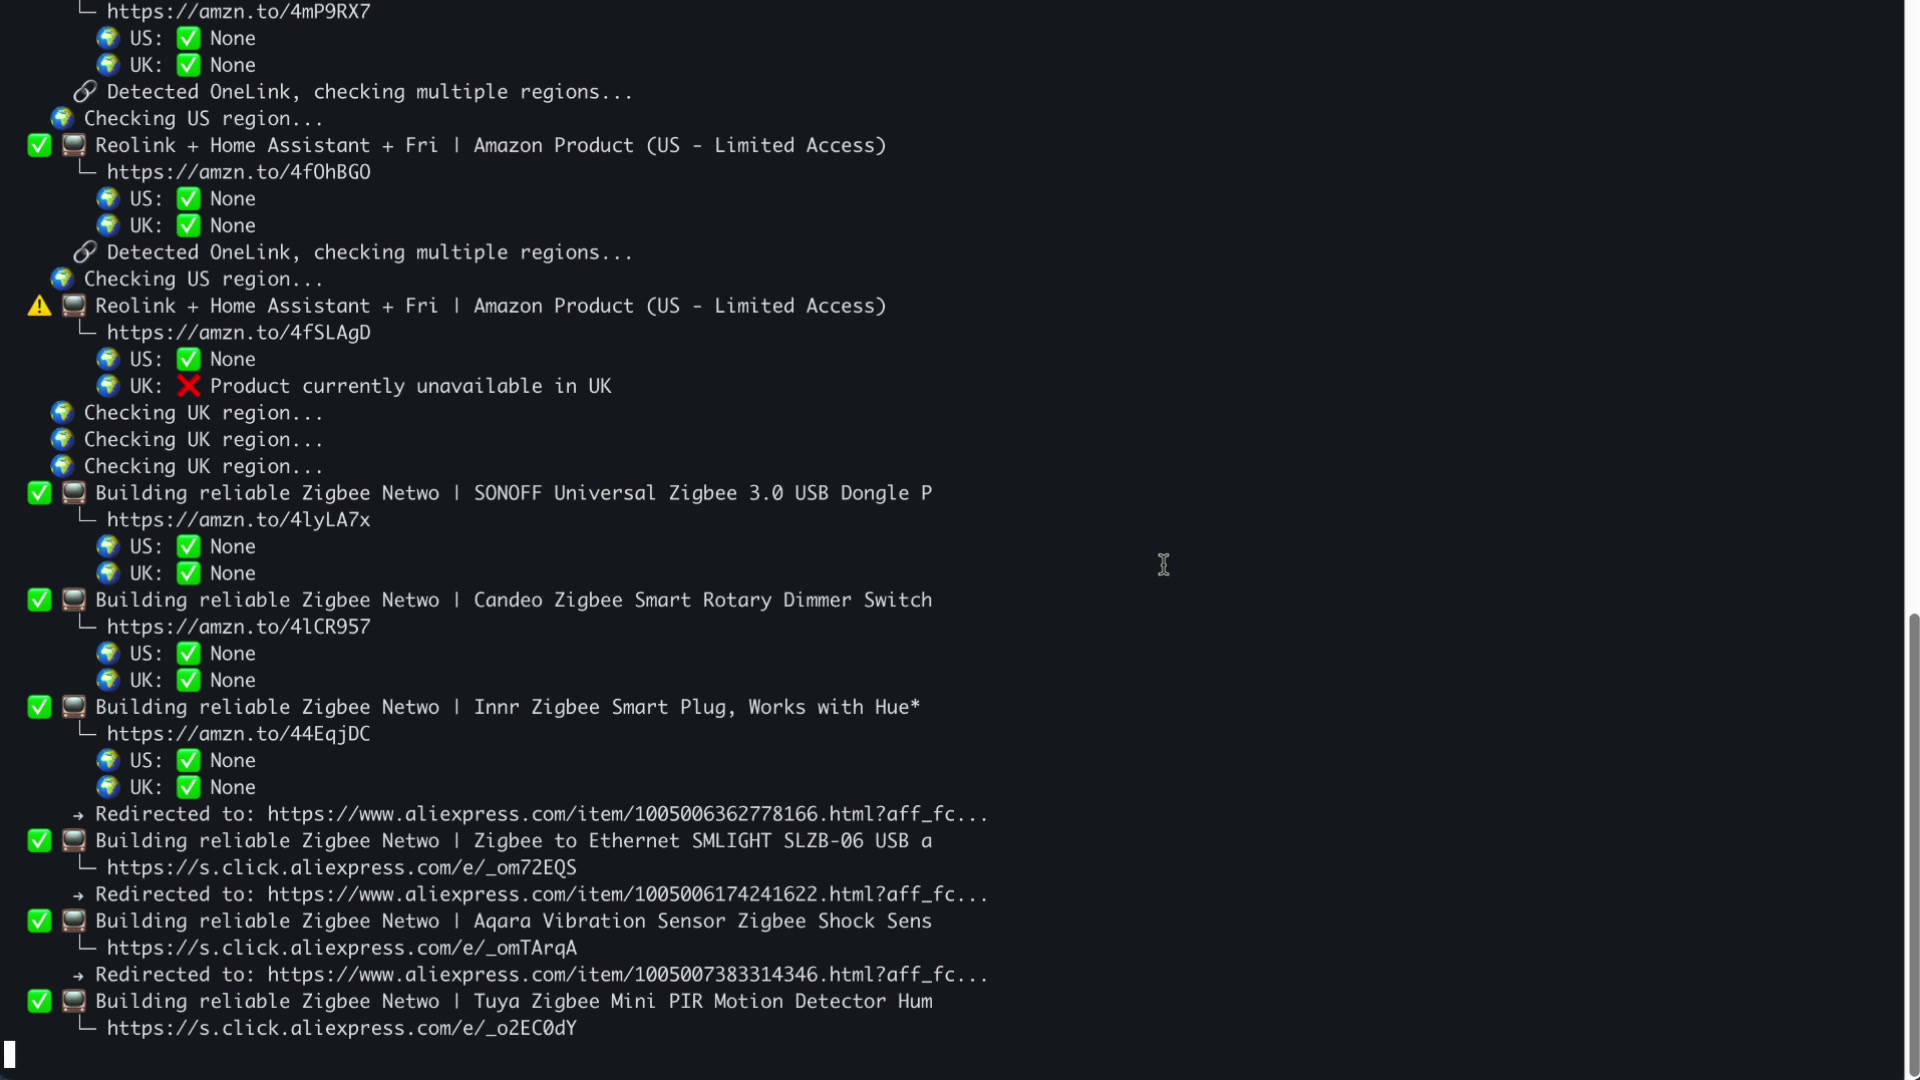 └─ https://amzn.to/4mP9RX7
🌍 US: ✅ None
🌍 UK: ✅ None
🔗 Detected OneLink, checking multiple regions...
🌍 Checking US region...
✅ 📺 Reolink + Home Assistant + Fri | Amazon Product (US - Limited Access)
└─ https://amzn.to/4fOhBGO
🌍 US: ✅ None
🌍 UK: ✅ None
🔗 Detected OneLink, checking multiple regions...
🌍 Checking US region...
⚠️ 📺 Reolink + Home Assistant + Fri | Amazon Product (US - Limited Access)
└─ https://amzn.to/4fSLAgD
🌍 US: ✅ None
🌍 UK: ❌ Product currently unavailable in UK
🌍 Checking UK region...
🌍 Checking UK region...
🌍 Checking UK region...
✅ 📺 Building reliable Zigbee Netwo | SONOFF Universal Zigbee 3.0 USB Dongle P
└─ https://amzn.to/4lyLA7x
🌍 US: ✅ None
🌍 UK: ✅ None
✅ 📺 Building reliable Zigbee Netwo | Candeo Zigbee Smart Rotary Dimmer Switch
└─ https://amzn.to/4lCR957
🌍 US: ✅ None
🌍 UK: ✅ None
✅ 📺 Building reliable Zigbee Netwo | Innr Zigbee Smart Plug, Works with Hue*
└─ https://amzn.to/44EqjDC
🌍 US: ✅ None
🌍 UK: ✅ None
→ Redirected to: https://www.aliexpress.com/item/1005006362778166.html?aff_fc...
✅ 📺 Building reliable Zigbee Netwo | Zigbee to Ethernet SMLIGHT SLZB-06 USB a
└─ https://s.click.aliexpress.com/e/_om72EQS
→ Redirected to: https://www.aliexpress.com/item/1005006174241622.html?aff_fc...
✅ 📺 Building reliable Zigbee Netwo | Aqara Vibration Sensor Zigbee Shock Sens
└─ https://s.click.aliexpress.com/e/_omTArqA
→ Redirected to: https://www.aliexpress.com/item/1005007383314346.html?aff_fc...
✅ 📺 Building reliable Zigbee Netwo | Tuya Zigbee Mini PIR Motion Detector Hum
└─ https://s.click.aliexpress.com/e/_o2EC0dY